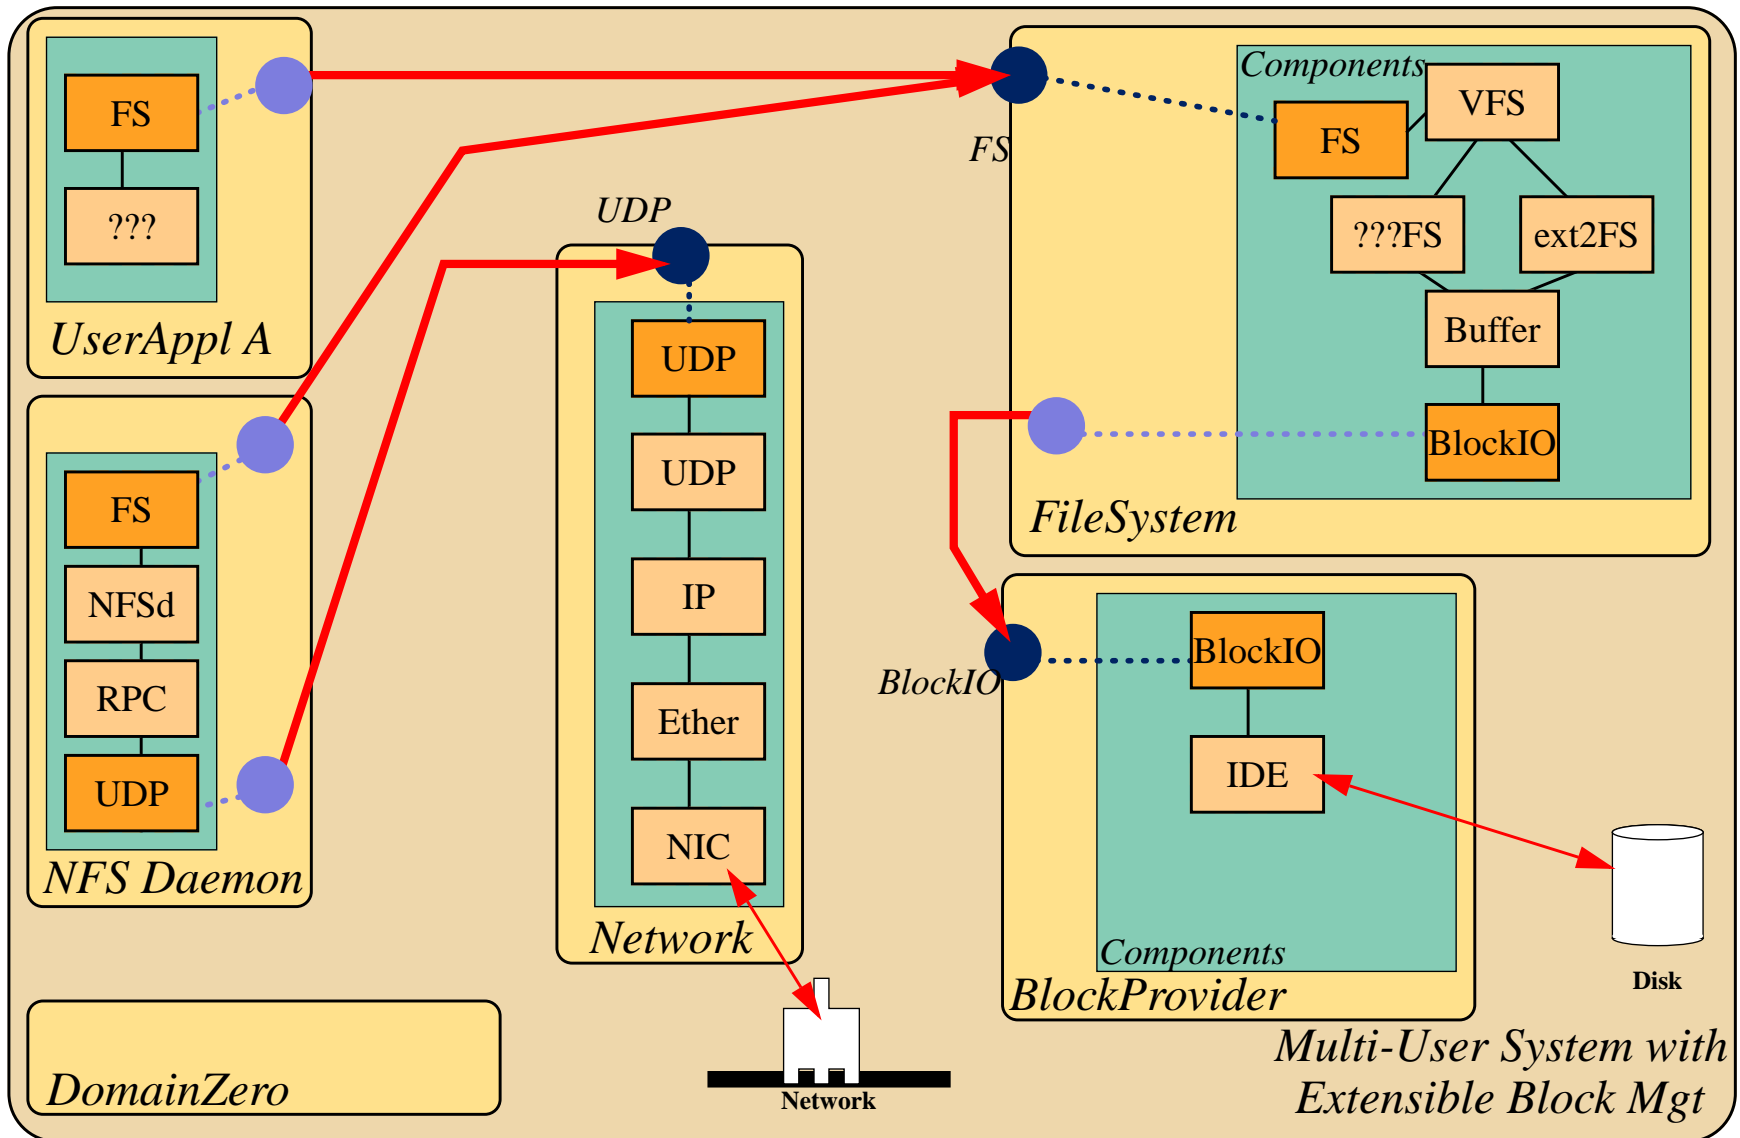 FS
???
UserAppl A
FS
NFSd
RPC
UDP
NFS Daemon
DomainZero
UDP
UDP
UDP
IP
Ether
NIC
Network
Network
FS
Components
VFS
FS
???FS
ext2FS
Buffer
BlockIO
FileSystem
BlockIO
BlockIO
IDE
Components
BlockProvider
Disk
Multi-User System with
Extensible Block Mgt